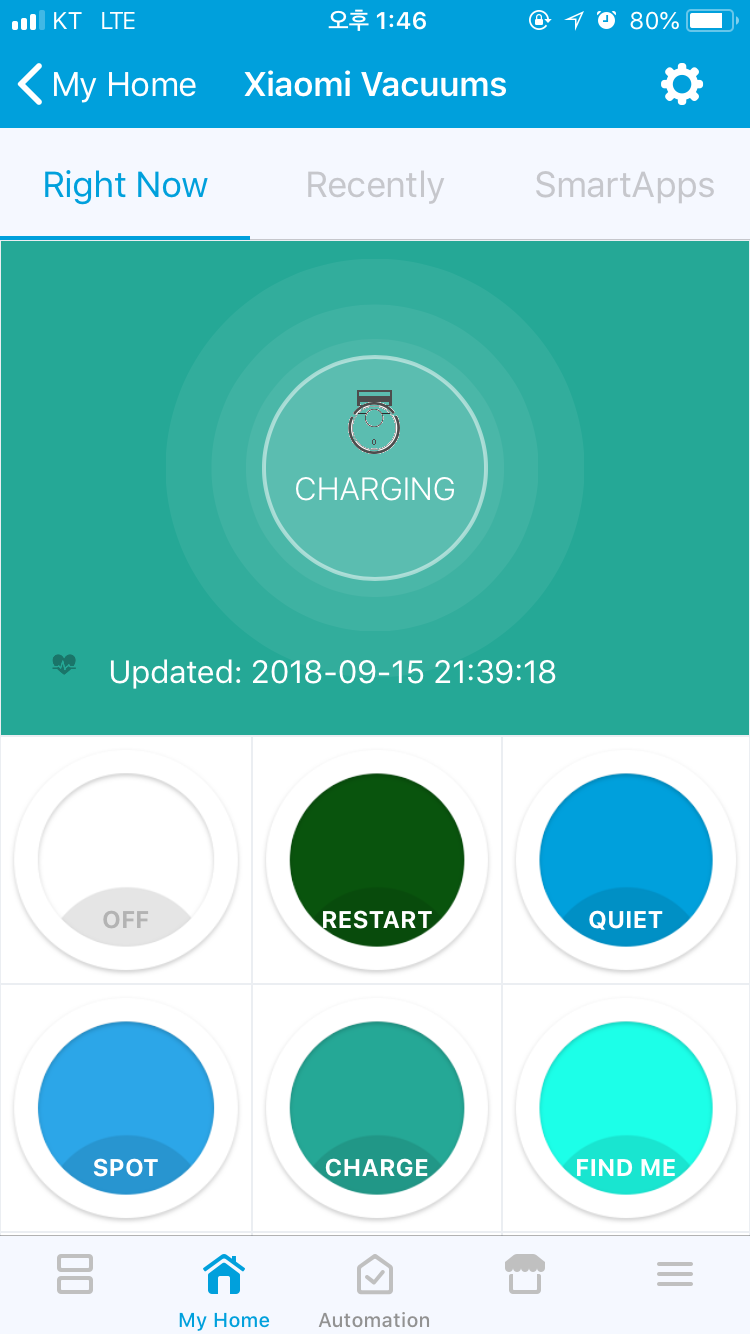 KT LTE 오후 1:46 80%
My Home Xiaomi Vacuums
Right Now Recently SmartApps
CHARGING
Updated: 2018-09-15 21:39:18
OFF RESTART QUIET
SPOT CHARGE FIND ME
My Home Automation